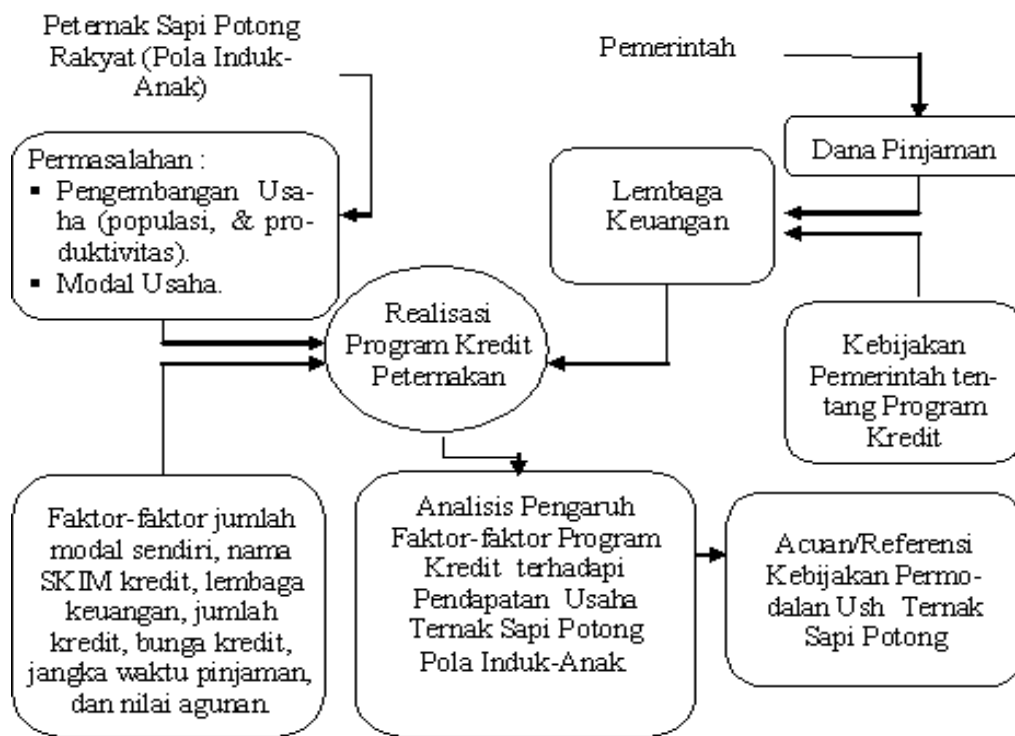 Peternak Sapi Potong
Rakyat (Pola Induk-
Anak)
Pemerintah
Permasalahan :
▪ Pengembangan Usa-
ha (populasi, & pro-
duktivitas).
▪ Modal Usaha.
Lembaga
Keuangan
Dana Pinjaman
Realisasi
Program Kredit
Peternakan
Kebijakan
Pemerintah ten-
tang Program
Kredit
Faktor-faktor jumlah
modal sendiri, nama
SKIM kredit, lembaga
keuangan, jumlah
kredit, bunga kredit,
jangka waktu pinjaman,
dan nilai agunan.
Analisis Pengaruh
Faktor-faktor Program
Kredit terhadapi
Pendapatan Usaha
Ternak Sapi Potong
Pola Induk-Anak
Acuan/Referensi
Kebijakan Permo-
dalan Ush Ternak
Sapi Potong